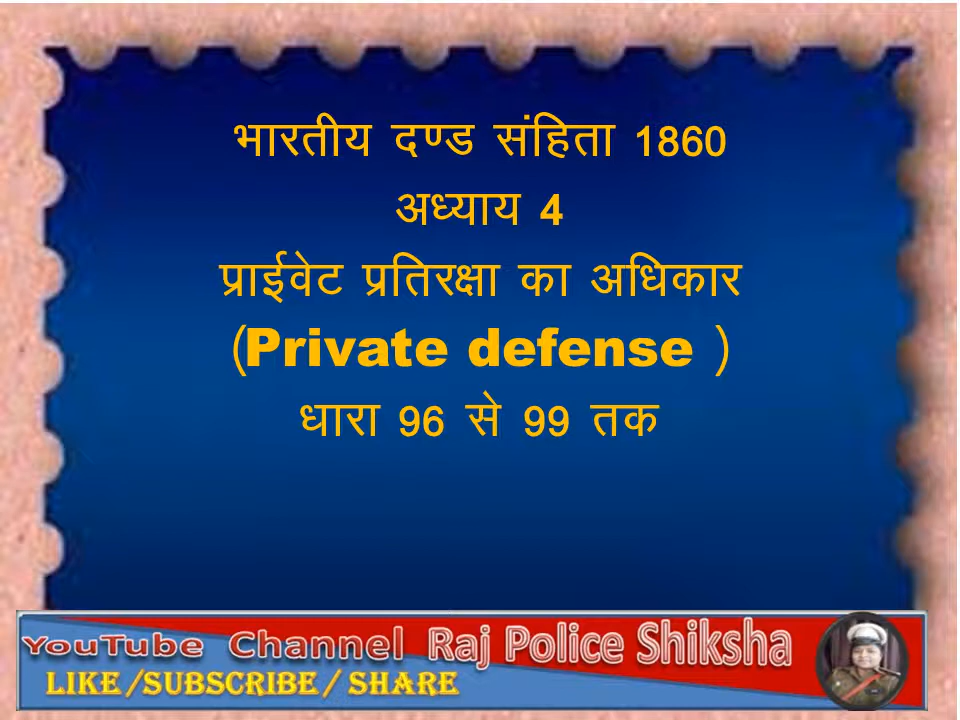 भारतीय दण्ड संहिता 1860
अध्याय 4
प्राईवेट प्रतिरक्षा का अधिकार
(Private defense )
धारा 96 से 99 तक
YouTube Channel Raj Police Shiksha
LIKE /SUBSCRIBE / SHARE